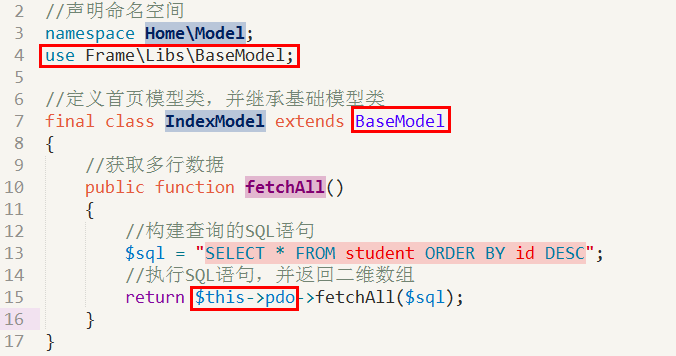 2 //声明命名空间
3 namespace Home\Model;
4 use Frame\Libs\BaseModel;
5
6 //定义首页模型类，并继承基础模型类
7 final class IndexModel extends BaseModel
8 {
9 //获取多行数据
10 public function fetchAll()
11 {
12 //构建查询的SQL语句
13 $sql = "SELECT * FROM student ORDER BY id DESC";
14 //执行SQL语句，并返回二维数组
15 return $this->pdo->fetchAll($sql);
16 }
17 }